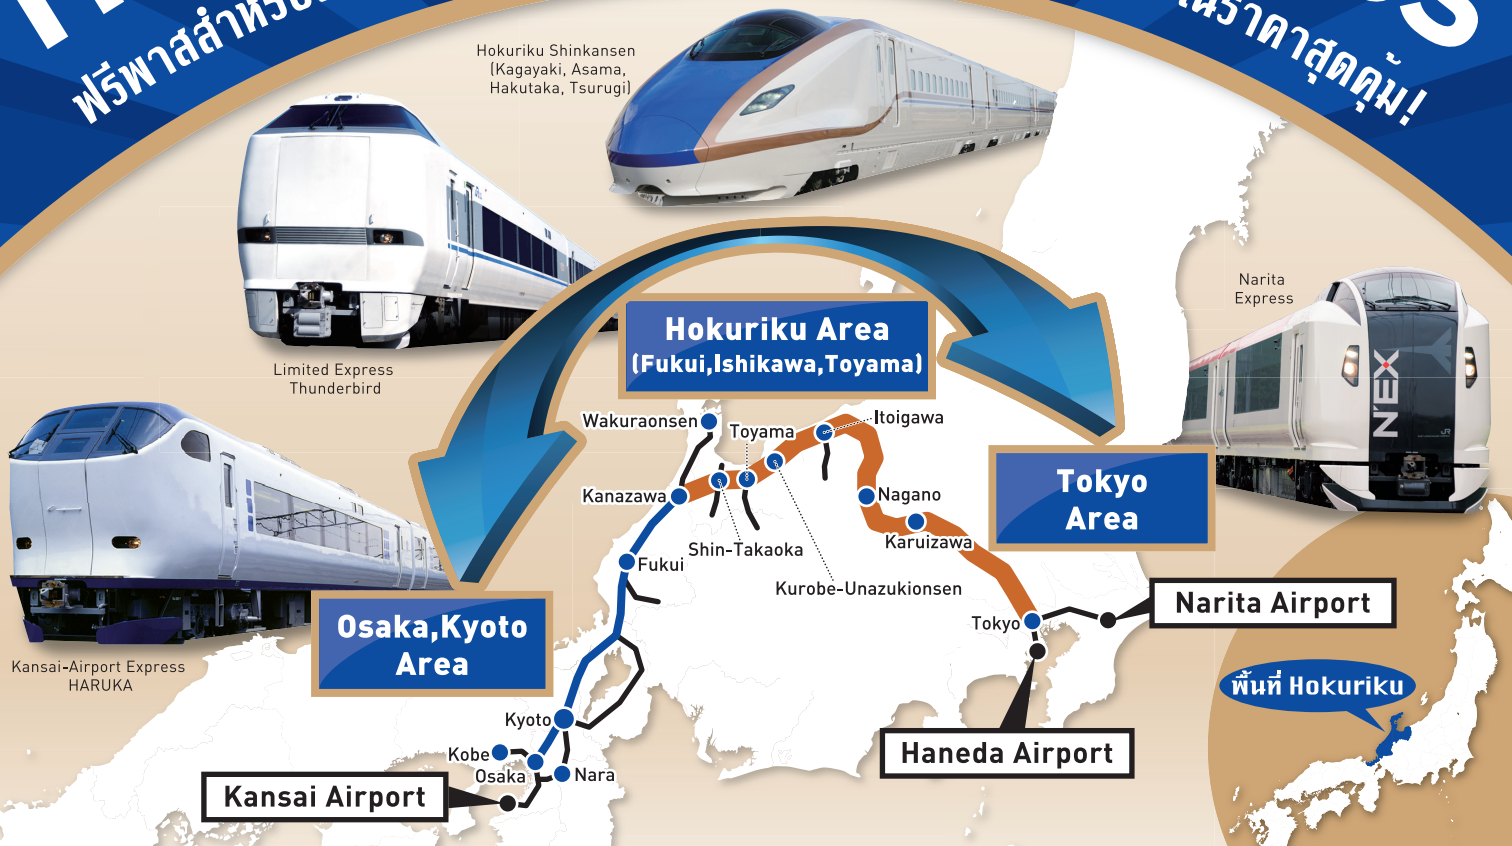 ฟรีพาสสำหรับ
ในราคาสุดคุ้ม!
Hokuriku Shinkansen
(Kagayaki, Asama,
Hakutaka, Tsurugi)
Limited Express
Thunderbird
Narita
Express
NEX
JR
Kansai-Airport Express
HARUKA
Hokuriku Area
(Fukui,Ishikawa,Toyama)
Tokyo
Area
Osaka,Kyoto
Area
Wakuraonsen
Toyama
Itoigawa
Kanazawa
Nagano
Shin-Takaoka
Karuizawa
Fukui
Kurobe-Unazukionsen
Tokyo
Narita Airport
Haneda Airport
Kyoto
Kobe
Osaka
Nara
Kansai Airport
พื้นที่ Hokuriku